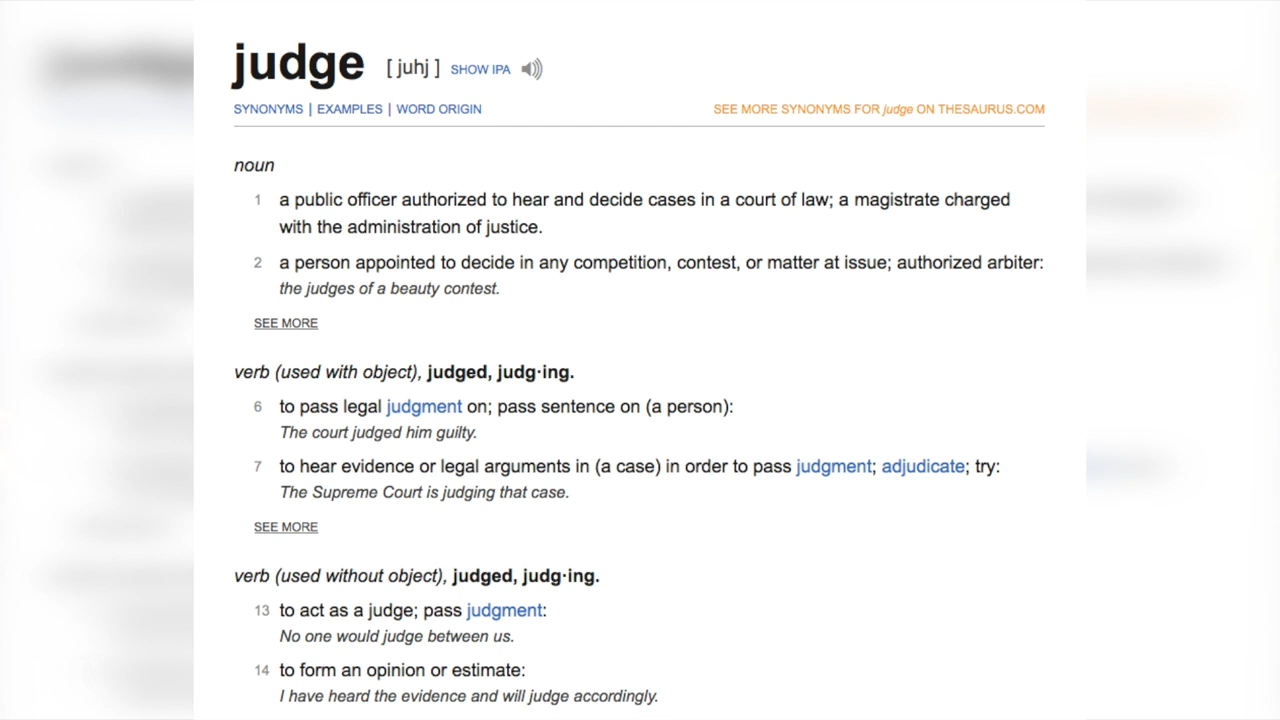 judge [ juhj ] SHOW IPA
SYNONYMS | EXAMPLES | WORD ORIGIN SEE MORE SYNONYMS FOR judge ON THESAURUS.COM
noun
1 a public officer authorized to hear and decide cases in a court of law; a magistrate charged
with the administration of justice.
2 a person appointed to decide in any competition, contest, or matter at issue; authorized arbiter:
the judges of a beauty contest.
SEE MORE
verb (used with object), judged, judg·ing.
6 to pass legal judgment on; pass sentence on (a person):
The court judged him guilty.
7 to hear evidence or legal arguments in (a case) in order to pass judgment; adjudicate; try:
The Supreme Court is judging that case.
SEE MORE
verb (used without object), judged, judg·ing.
13 to act as a judge; pass judgment:
No one would judge between us.
14 to form an opinion or estimate:
I have heard the evidence and will judge accordingly.